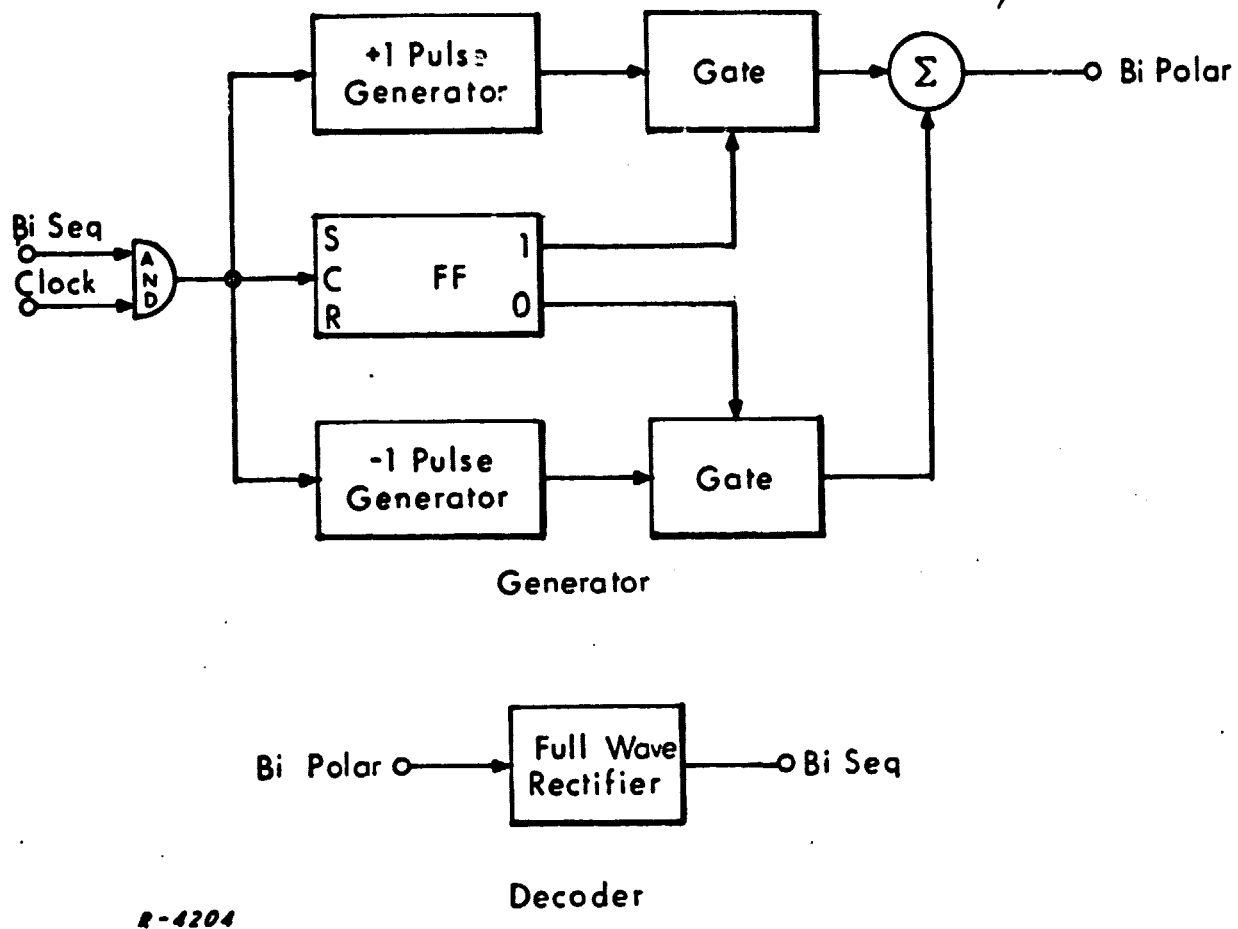 +1 Pulse
Generator
Gate
Σ
Bi Polar
Bi Seq
Clock
AND
S
C
R
FF
1
0
-1 Pulse
Generator
Gate
Generator
Bi Polar
Full Wave
Rectifier
Bi Seq
Decoder
R-4204